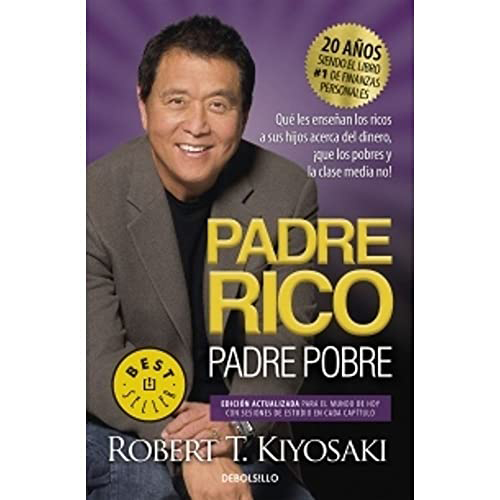 20 AÑOS
SIENDO EL LIBRO
#1 DE FINANZAS
PERSONALES
Qué les enseñan los ricos
a sus hijos acerca del dinero,
¡que los pobres y
la clase media no!
PADRE
RICO
PADRE POBRE
BEST
SELLER
EDICIÓN ACTUALIZADA PARA EL MUNDO DE HOY
CON SESIONES DE ESTUDIO EN CADA CAPÍTULO
ROBERT T. KIYOSAKI
DEBOLS!LLO